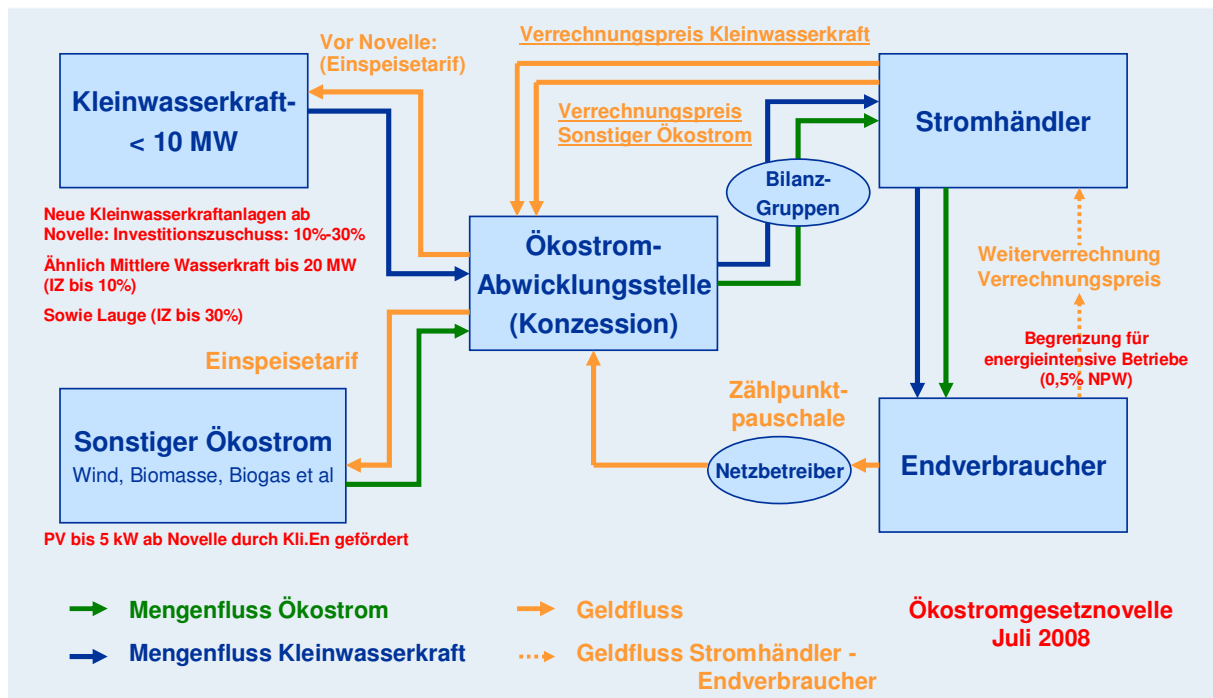 Vor Novelle:
(Einspeisetarif)
Verrechnungspreis Kleinwasserkraft
Kleinwasserkraft-
< 10 MW
Verrechnungspreis
Sonstiger Ökostrom
Stromhändler
Bilanz-
Gruppen
Neue Kleinwasserkraftanlagen ab
Novelle: Investitionszuschuss: 10%-30%
Ähnlich Mittlere Wasserkraft bis 20 MW
(IZ bis 10%)
Sowie Lauge (IZ bis 30%)
Ökostrom-
Abwicklungsstelle
(Konzession)
Weiterverrechnung
Verrechnungspreis
Begrenzung für
energieintensive Betriebe
(0,5% NPW)
Einspeisetarif
Zählpunkt-
pauschale
Sonstiger Ökostrom
Wind, Biomasse, Biogas et al
Netzbetreiber
Endverbraucher
PV bis 5 kW ab Novelle durch Kli.En gefördert
Mengenfluss Ökostrom
Geldfluss
Mengenfluss Kleinwasserkraft
Geldfluss Stromhändler -
Endverbraucher
Ökostromgesetznovelle
Juli 2008